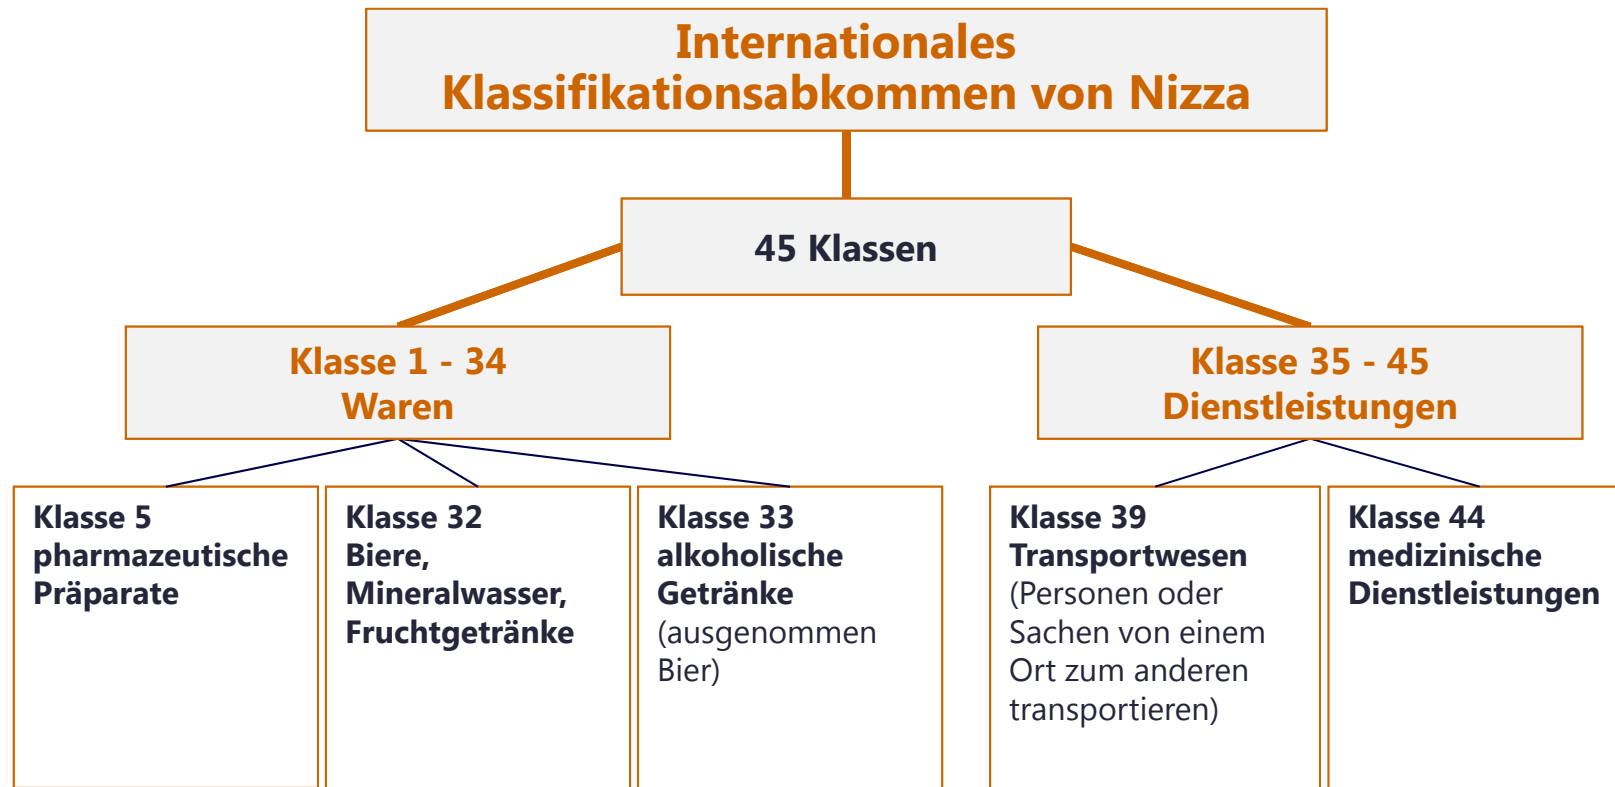 Internationales
Klassifikationsabkommen von Nizza
45 Klassen
Klasse 1 - 34
Waren
Klasse 35 - 45
Dienstleistungen
Klasse 5
pharmazeutische
Präparate
Klasse 32
Biere,
Mineralwasser,
Fruchtgetränke
Klasse 33
alkoholische
Getränke
(ausgenommen
Bier)
Klasse 39
Transportwesen
(Personen oder
Sachen von einem
Ort zum anderen
transportieren)
Klasse 44
medizinische
Dienstleistungen